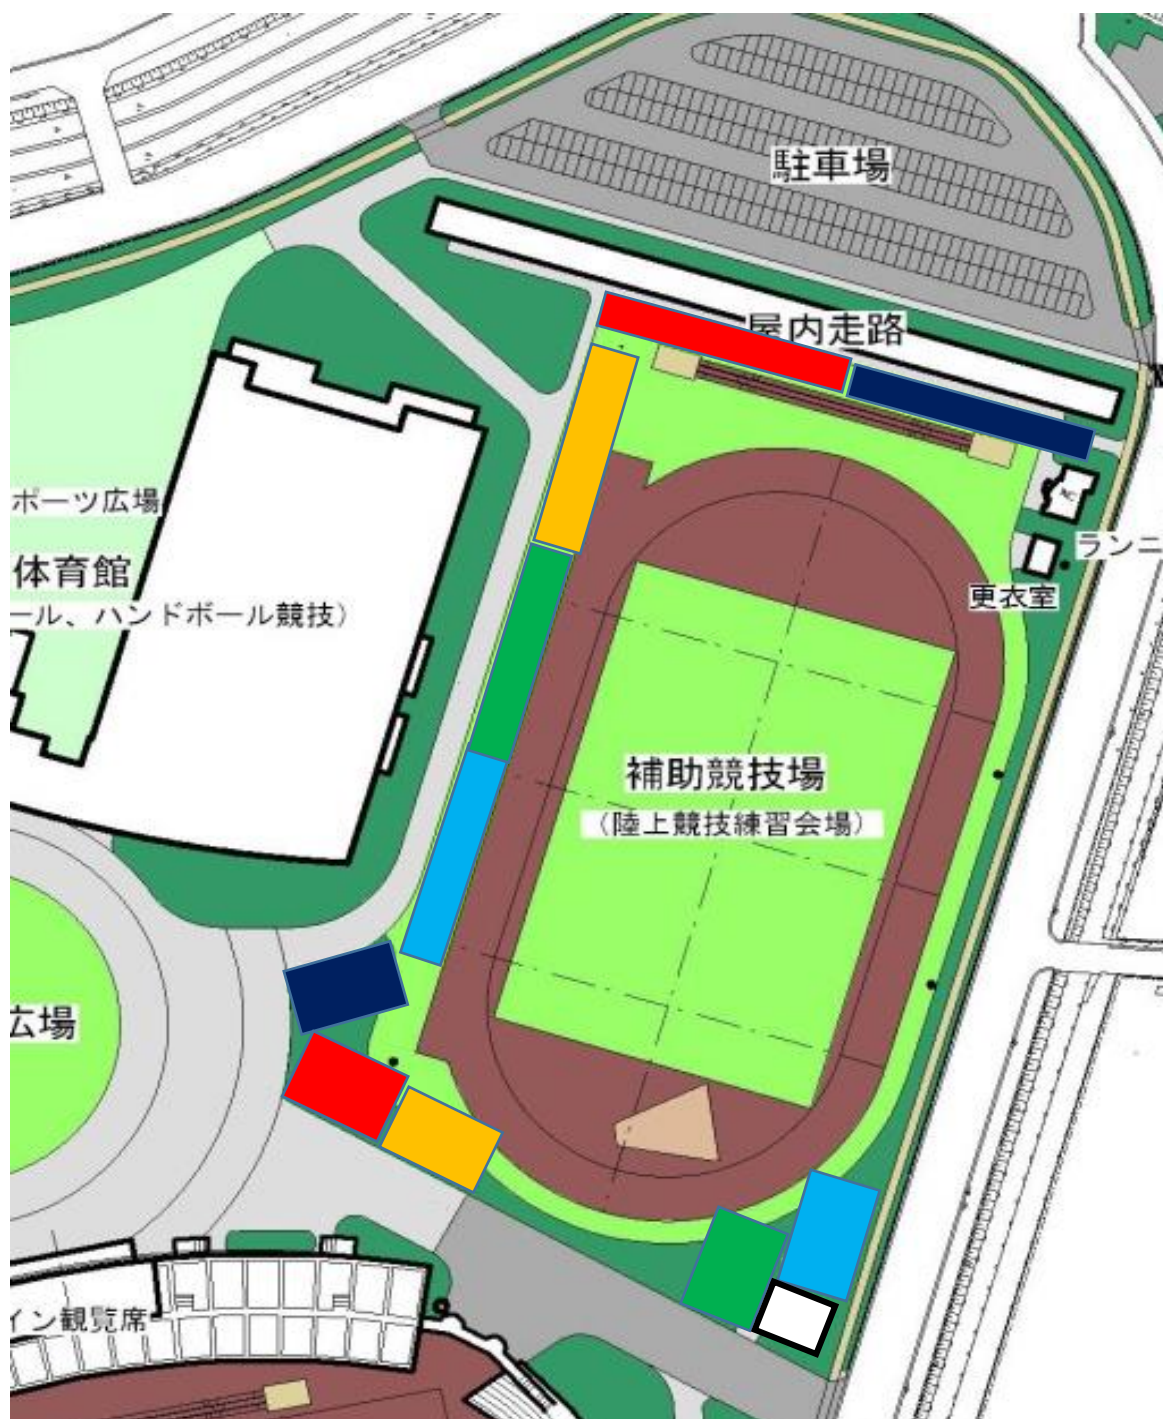 駐車場
屋内走路
ポーツ広場
体育館
ール、ハンドボール競技）
ランニ
更衣室
補助競技場
（陸上競技練習会場）
広場
イン観覧席